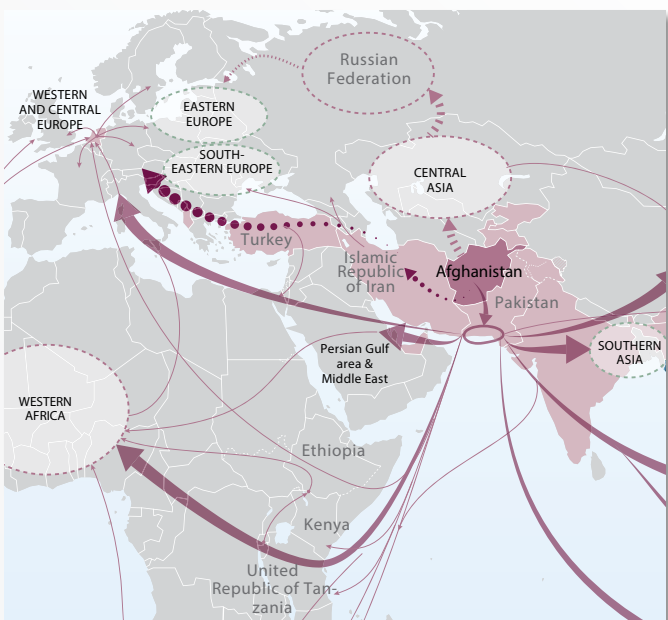 Russian
Federation
WESTERN
AND CENTRAL
EUROPE
EASTERN
EUROPE
SOUTH-
EASTERN EUROPE
CENTRAL
ASIA
Turkey
Islamic
Republic
of Iran
Afghanistan
Pakistan
Persian Gulf
area &
Middle East
SOUTHERN
ASIA
WESTERN
AFRICA
Ethiopia
Kenya
United
Republic of Tan-
zania